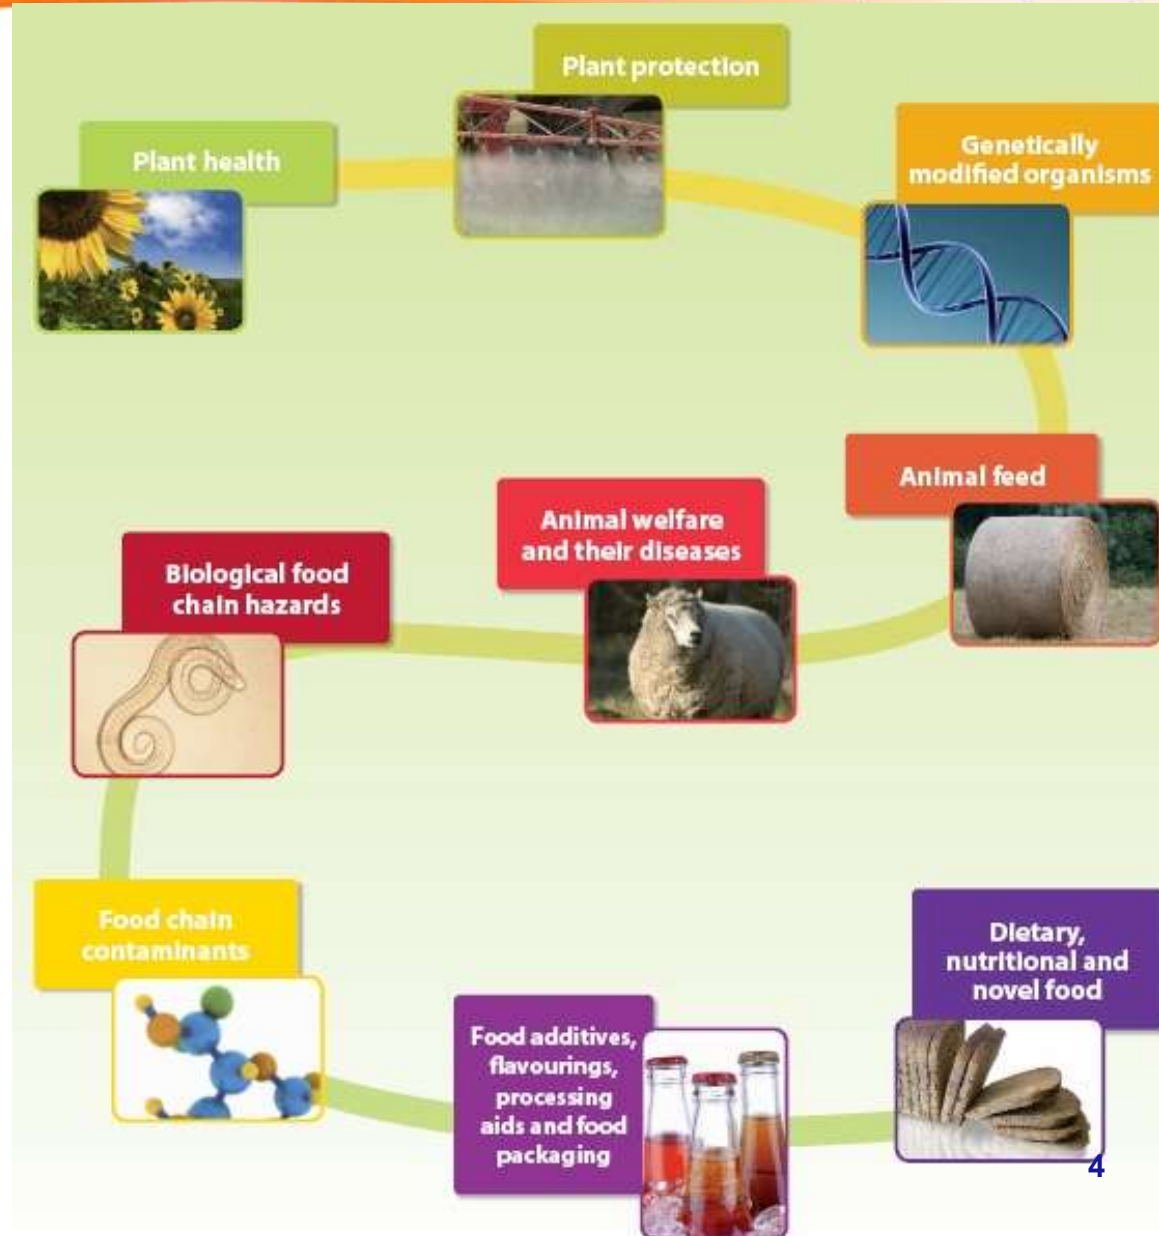 Plant protection
Plant health
Genetically
modified organisms
Animal feed
Animal welfare
and their diseases
Biological food
chain hazards
Food chain
contaminants
Food additives,
flavourings,
processing
aids and food
packaging
Dietary,
nutritional and
novel food
4